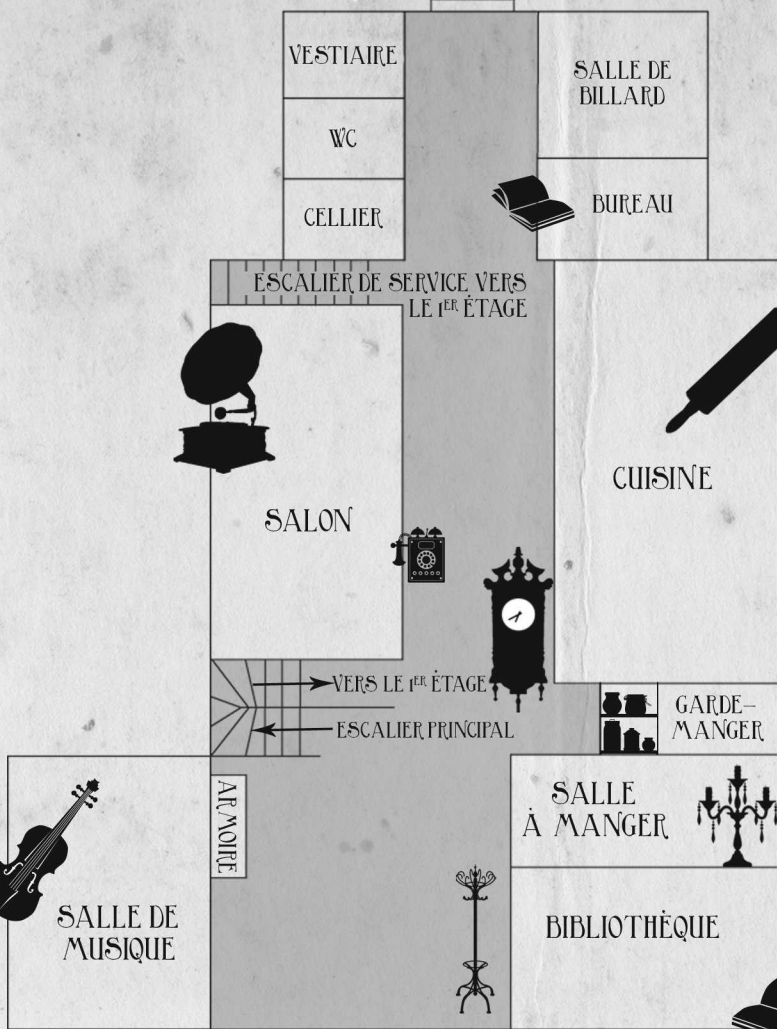 VESTIAIRE
SALLE DE
BILLARD
WC
BUREAU
CELLIER
ESCALIER DE SERVICE VERS
LE 1ER ÉTAGE
CUISINE
SALON
VERS LE 1ER ÉTAGE
ESCALIER PRINCIPAL
GARDE-
MANGER
ARMOIRE
SALLE
À MANGER
SALLE DE
MUSIQUE
BIBLIOTHÈQUE